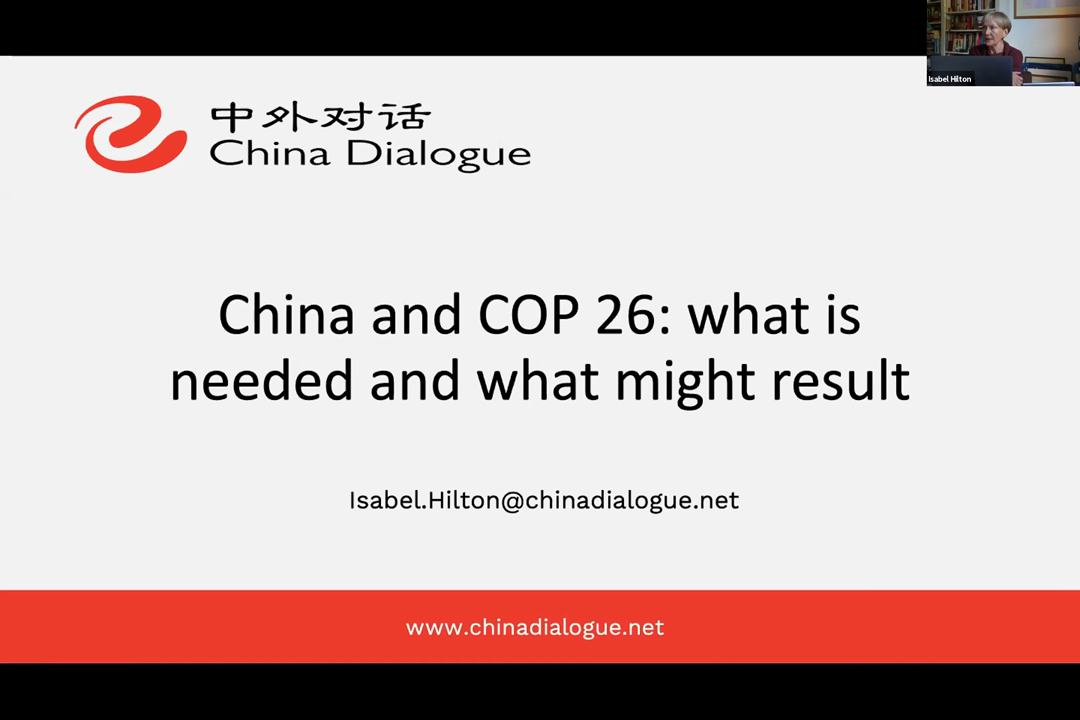 Isabel Hilton
中外对话
China Dialogue
China and COP 26: what is
needed and what might result
Isabel.Hilton@chinadialogue.net
www.chinadialogue.net